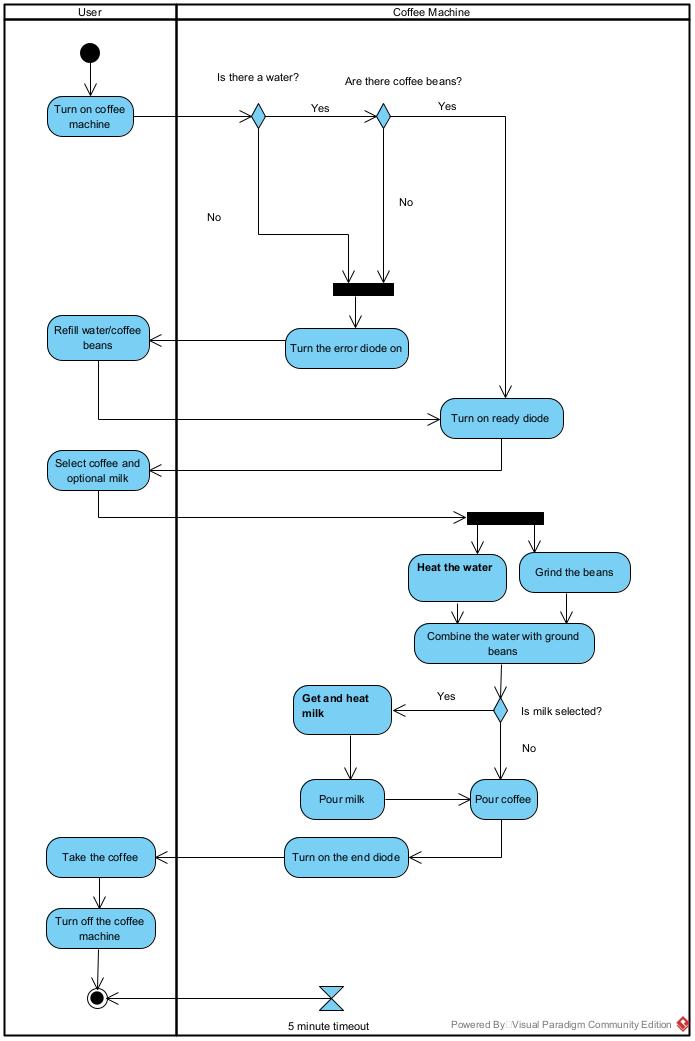 User
Coffee Machine
Is there a water?
Are there coffee beans?
Turn on coffee
machine
Yes
Yes
No
No
Refill water/coffee
beans
Turn the error diode on
Turn on ready diode
Select coffee and
optional milk
Heat the water
Grind the beans
Combine the water with ground
beans
Yes
Is milk selected?
Get and heat
milk
No
Pour milk
Pour coffee
Take the coffee
Turn on the end diode
Turn off the coffee
machine
5 minute timeout
Powered By Visual Paradigm Community Edition